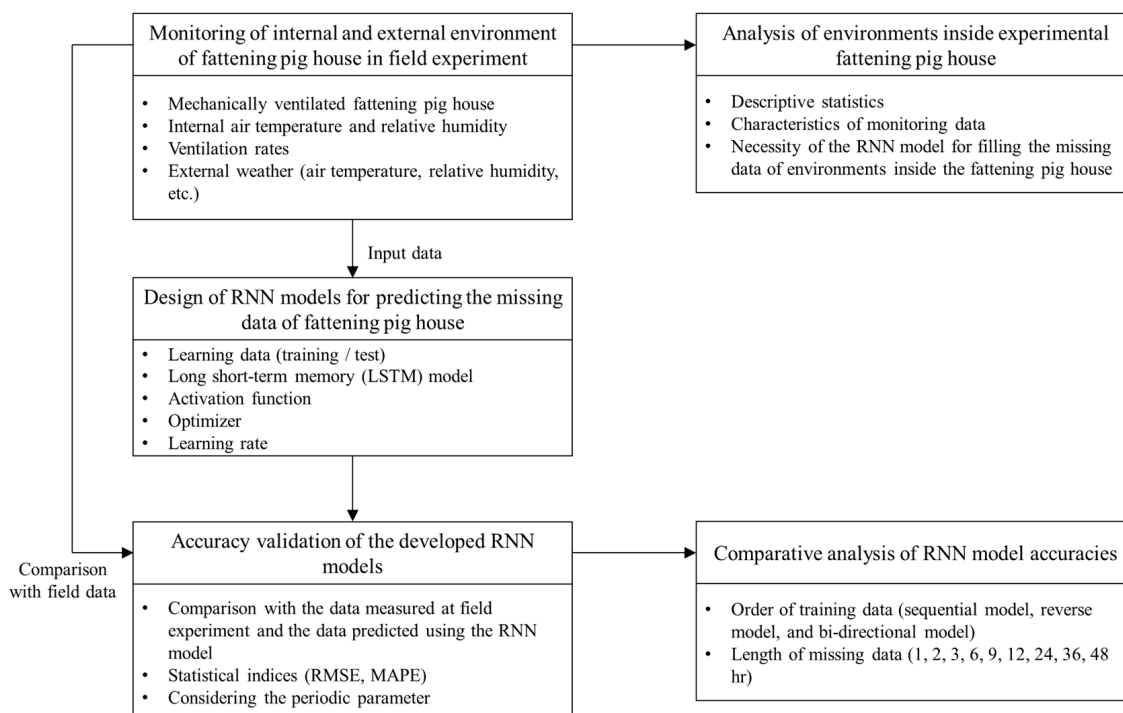 Monitoring of internal and external environment
of fattening pig house in field experiment
• Mechanically ventilated fattening pig house
• Internal air temperature and relative humidity
• Ventilation rates
• External weather (air temperature, relative humidity,
etc.)
Analysis of environments inside experimental
fattening pig house
• Descriptive statistics
• Characteristics of monitoring data
• Necessity of the RNN model for filling the missing
data of environments inside the fattening pig house
Input data
Design of RNN models for predicting the missing
data of fattening pig house
• Learning data (training / test)
• Long short-term memory (LSTM) model
• Activation function
• Optimizer
• Learning rate
Comparison
with field data
Accuracy validation of the developed RNN
models
• Comparison with the data measured at field
experiment and the data predicted using the RNN
model
• Statistical indices (RMSE, MAPE)
• Considering the periodic parameter
Comparative analysis of RNN model accuracies
• Order of training data (sequential model, reverse
model, and bi-directional model)
• Length of missing data (1, 2, 3, 6, 9, 12, 24, 36, 48
hr)